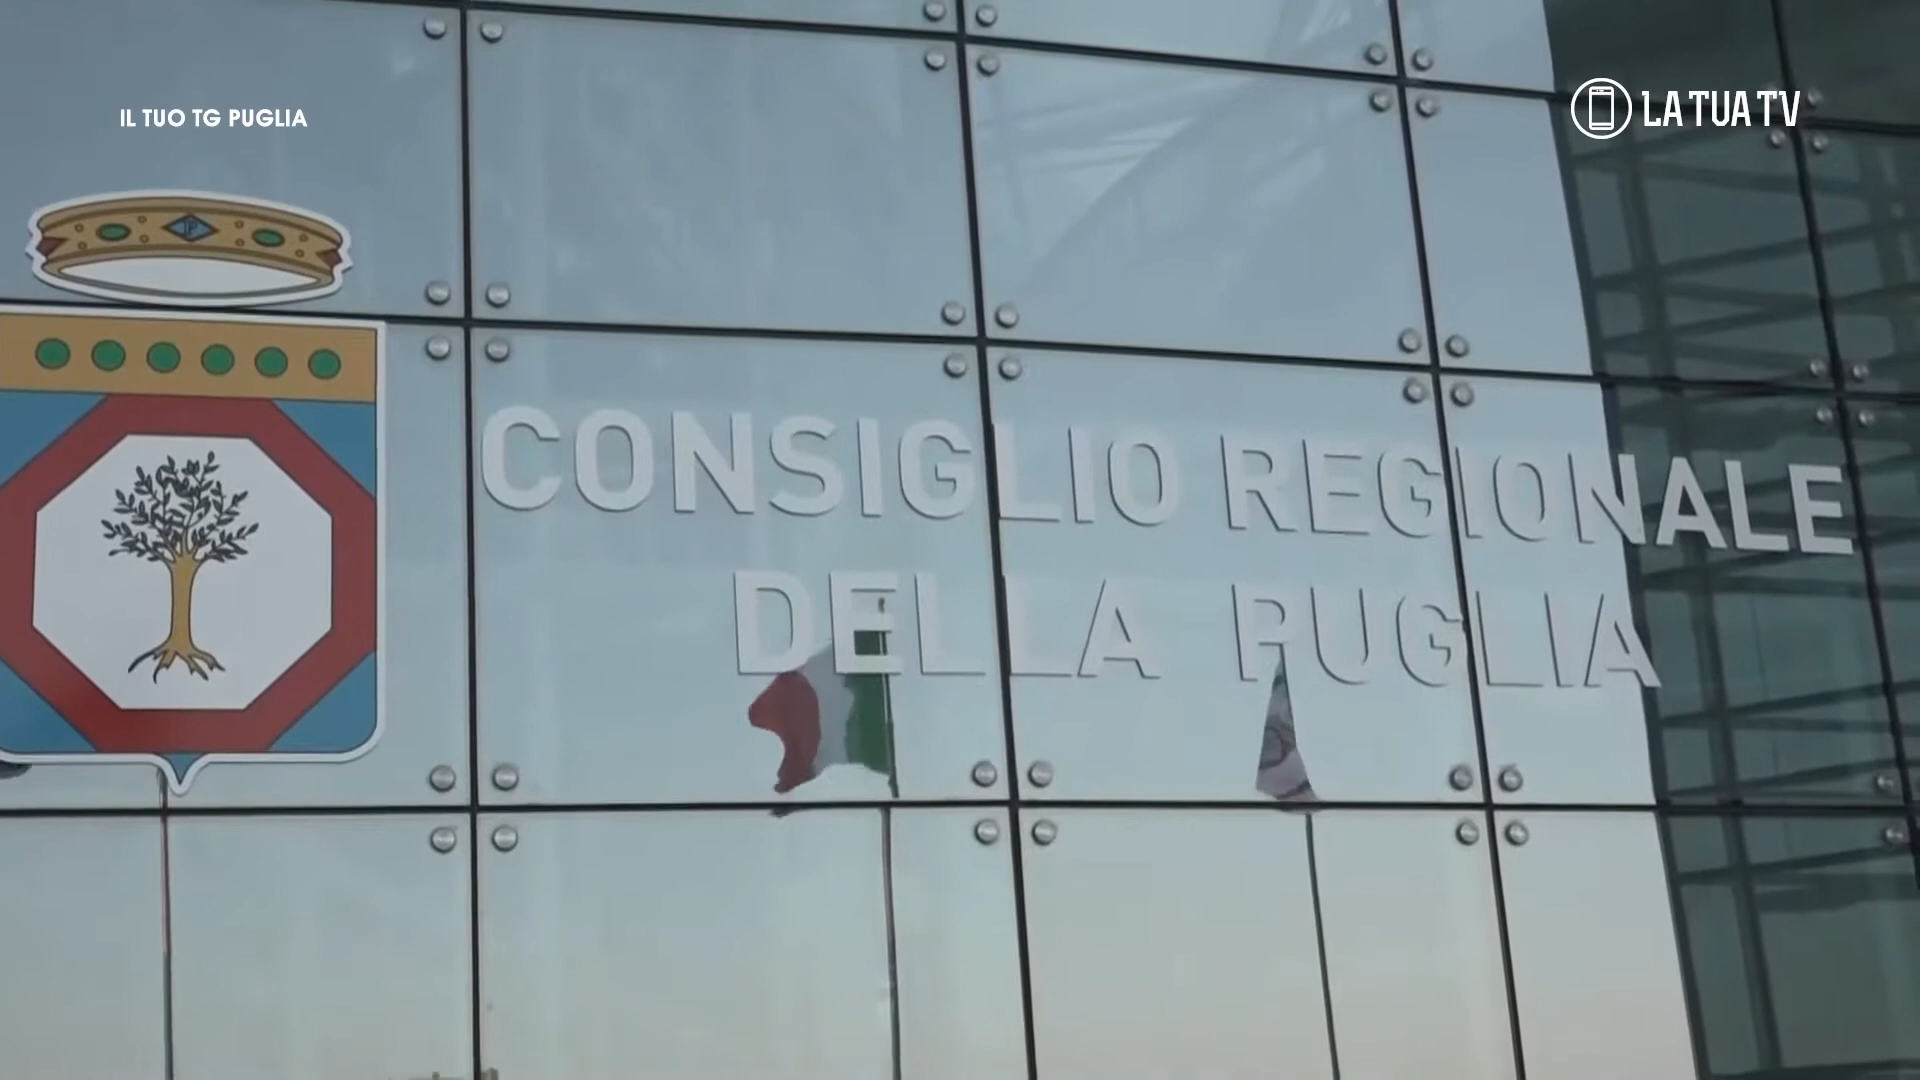 IL TUO TG PUGLIA
LA TUA TV
CONSIGLIO REGIONALE
DELLA PUGLIA